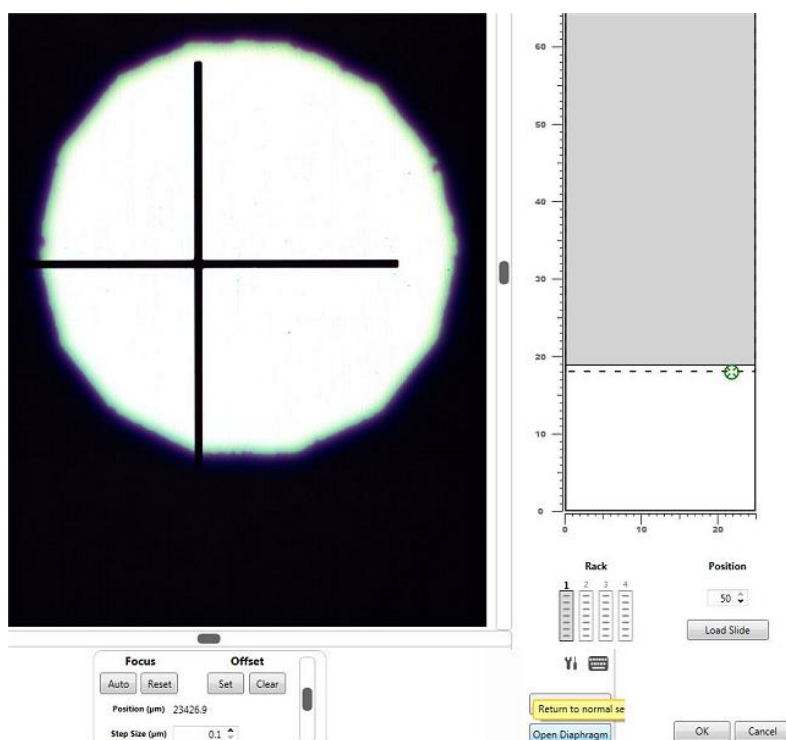 60
50
40
30
20
10
0
0 10 20
Rack
1 2 3 4
Position
50
Load Slide
Focus
Offset
Auto Reset Set Clear
Position (µm) 23426.9
Step Size (µm) 0.1
Return to normal se
Open Diaphragm
OK Cancel